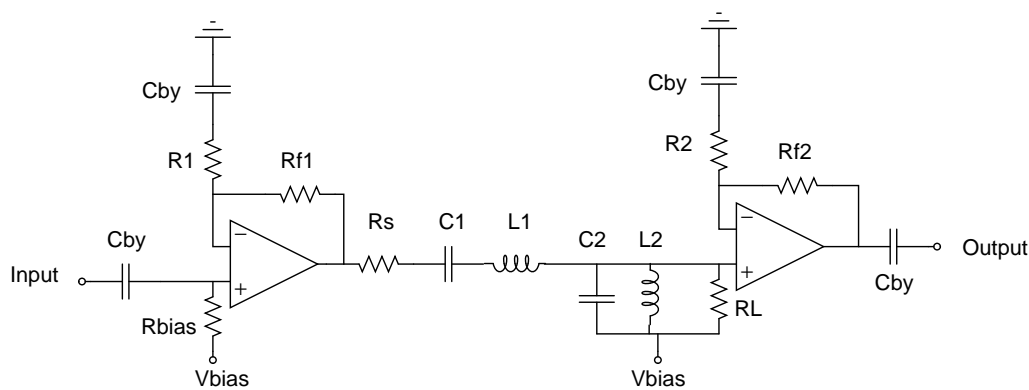 Cby
Cby
R1
Rf1
R2
Rf2
Cby
Rs
C1
L1
C2
L2
Input
−
+
−
+
Output
Rbias
RL
Cby
Vbias
Vbias